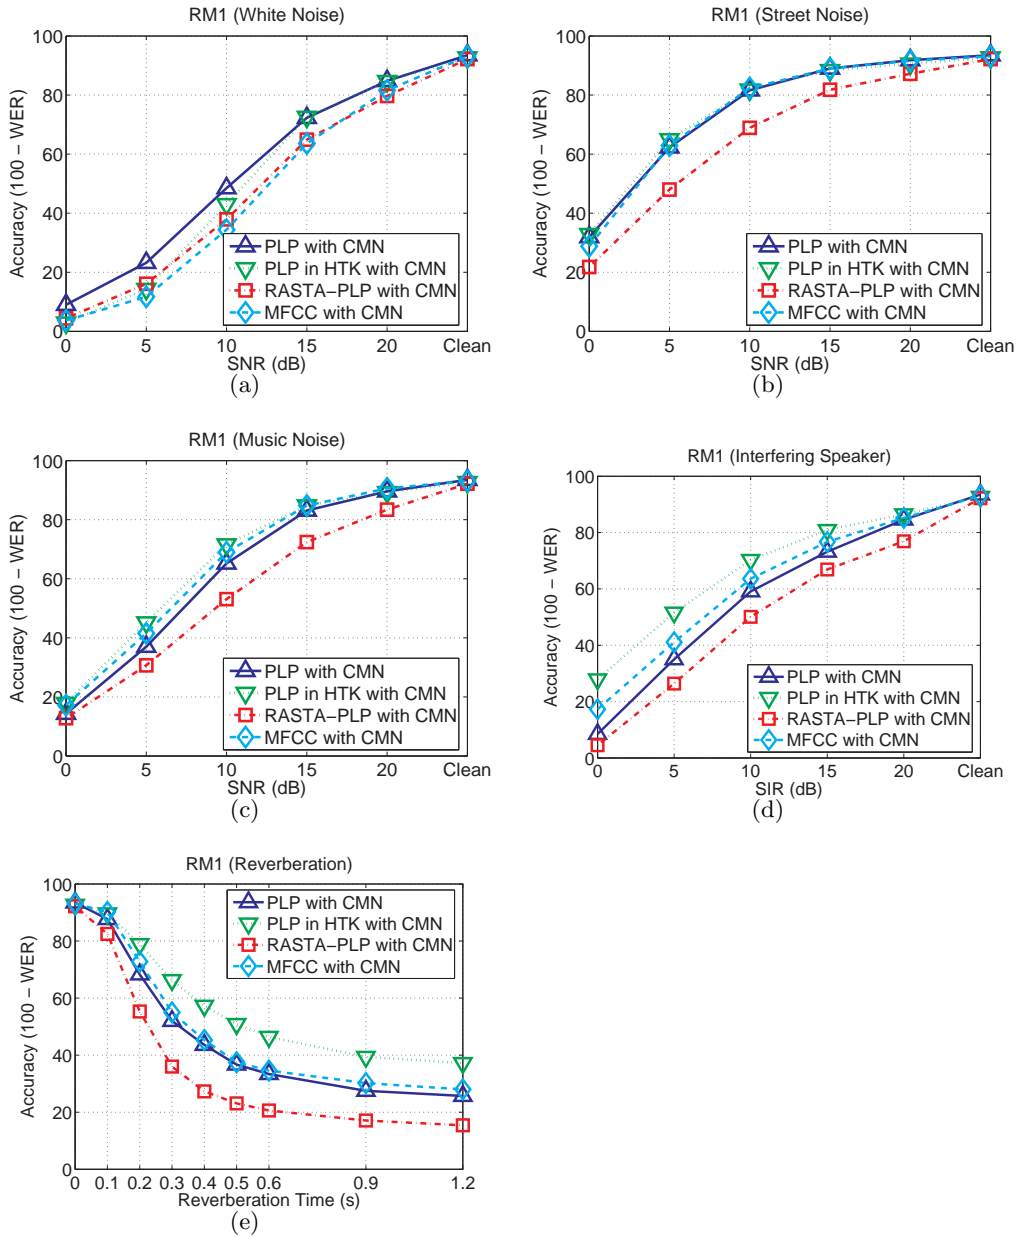 RM1 (White Noise)
Accuracy (100 − WER)
100
80
60
40
20
0
PLP with CMN
PLP in HTK with CMN
RASTA−PLP with CMN
MFCC with CMN
0 5 10 15 20 Clean
SNR (dB)
(a)
RM1 (Street Noise)
Accuracy (100 − WER)
100
80
60
40
20
0
PLP with CMN
PLP in HTK with CMN
RASTA−PLP with CMN
MFCC with CMN
0 5 10 15 20 Clean
SNR (dB)
(b)
RM1 (Music Noise)
Accuracy (100 − WER)
100
80
60
40
20
0
PLP with CMN
PLP in HTK with CMN
RASTA−PLP with CMN
MFCC with CMN
0 5 10 15 20 Clean
SNR (dB)
(c)
RM1 (Interfering Speaker)
Accuracy (100 − WER)
100
80
60
40
20
0
PLP with CMN
PLP in HTK with CMN
RASTA−PLP with CMN
MFCC with CMN
0 5 10 15 20 Clean
SIR (dB)
(d)
RM1 (Reverberation)
Accuracy (100 − WER)
100
80
60
40
20
0
PLP with CMN
PLP in HTK with CMN
RASTA−PLP with CMN
MFCC with CMN
0 0.1 0.2 0.3 0.4 0.5 0.6 0.9 1.2
Reverberation Time (s)
(e)